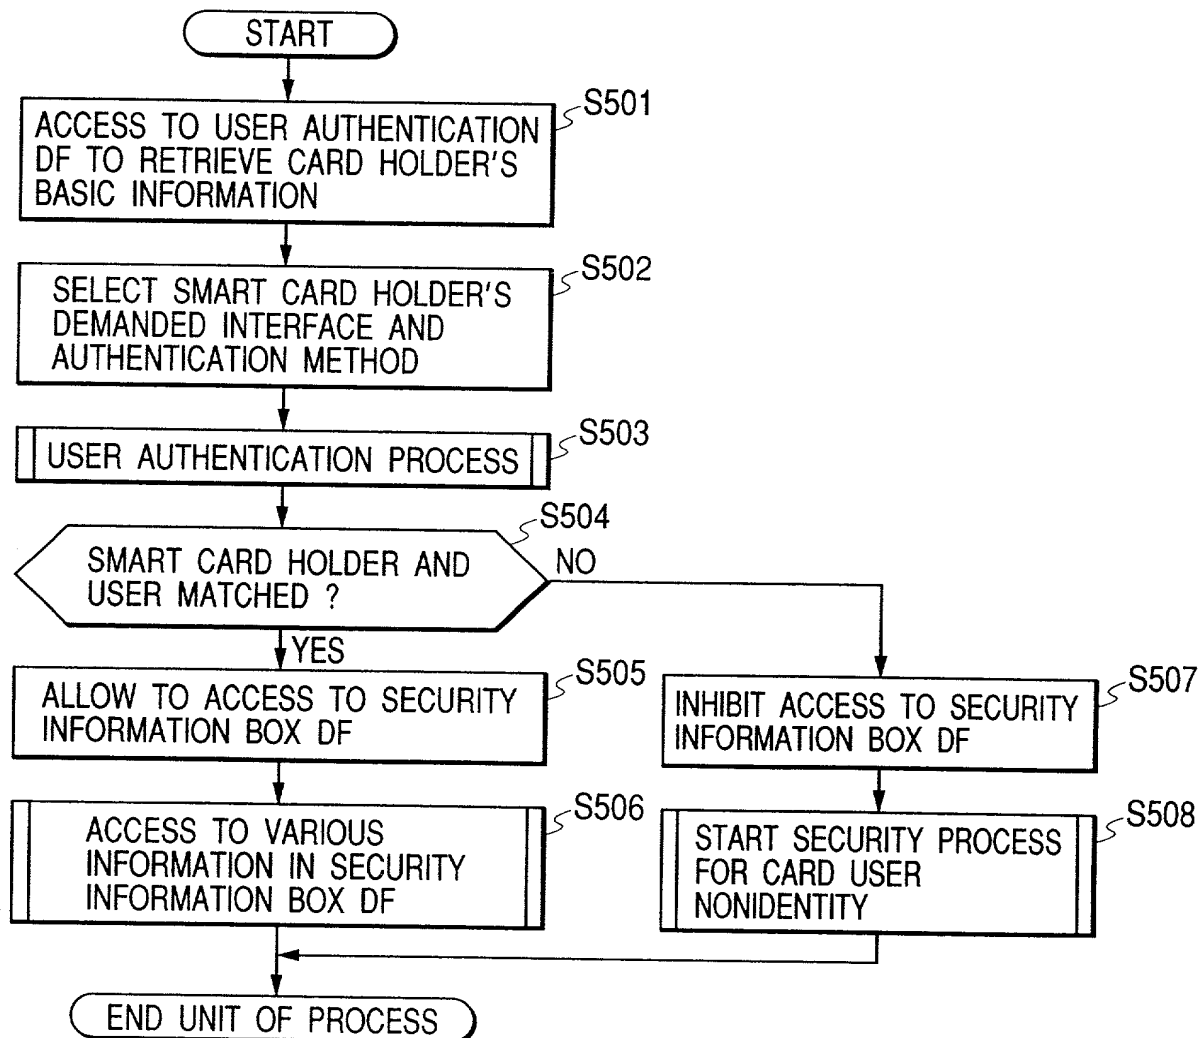 START
S501
ACCESS TO USER AUTHENTICATION
DF TO RETRIEVE CARD HOLDER'S
BASIC INFORMATION
S502
SELECT SMART CARD HOLDER'S
DEMANDED INTERFACE AND
AUTHENTICATION METHOD
S503
USER AUTHENTICATION PROCESS
S504
SMART CARD HOLDER AND
USER MATCHED ?
NO
YES
S505
ALLOW TO ACCESS TO SECURITY
INFORMATION BOX DF
S506
ACCESS TO VARIOUS
INFORMATION IN SECURITY
INFORMATION BOX DF
S507
INHIBIT ACCESS TO SECURITY
INFORMATION BOX DF
S508
START SECURITY PROCESS
FOR CARD USER
NONIDENTITY
END UNIT OF PROCESS